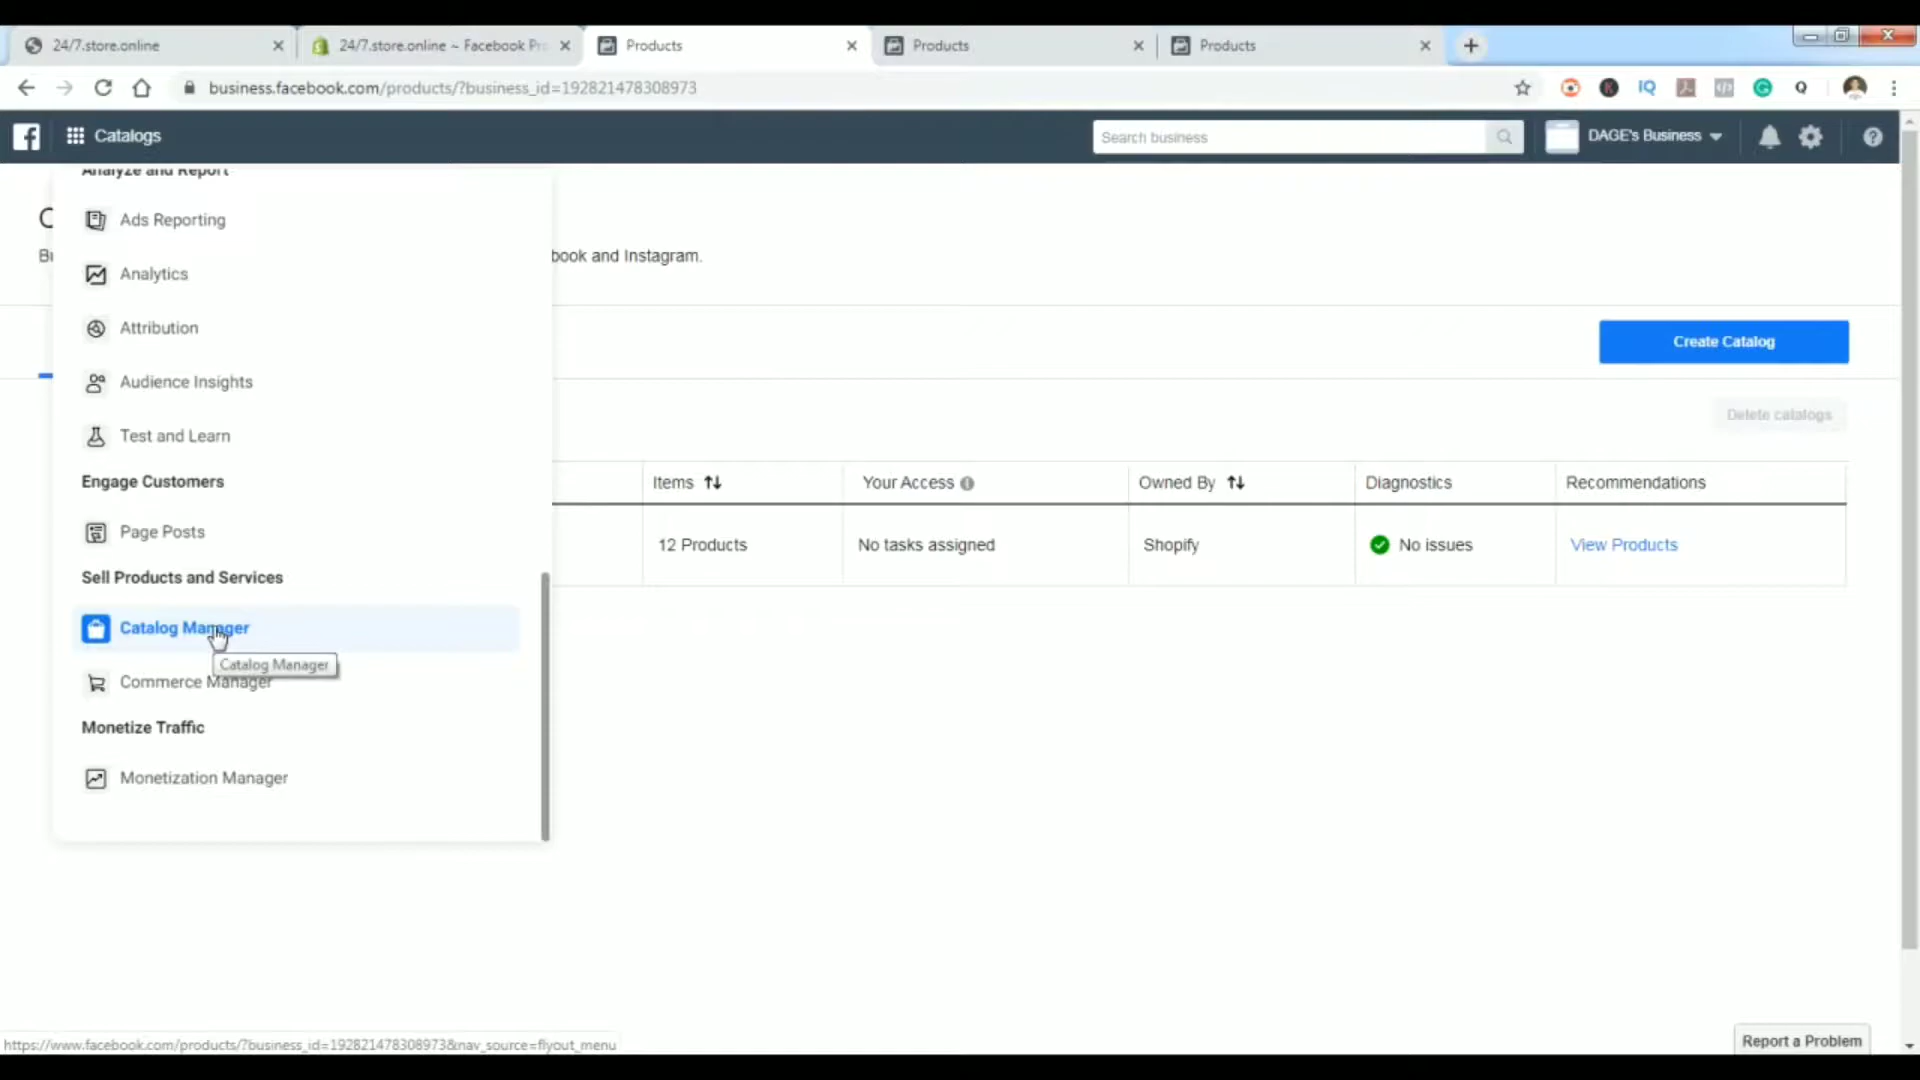 24/7.store.online
24/7.store.online ~ Facebook Pr
Products
Products
Products
business.facebook.com/products/?business_id=192821478308973
IQ
Catalogs
Search business
DAGE's Business
Analyze and Report
Ads Reporting
Analytics
Attribution
Audience Insights
Test and Learn
Engage Customers
Page Posts
Sell Products and Services
Catalog Manager
Catalog Manager
Commerce Manager
Monetize Traffic
Monetization Manager
book and Instagram.
Create Catalog
Delete catalogs
Items
Your Access
Owned By
Diagnostics
Recommendations
12 Products
No tasks assigned
Shopify
No issues
View Products
https://www.facebook.com/products/?business_id=192821478308973&nav_source=flyout_menu
Report a Problem